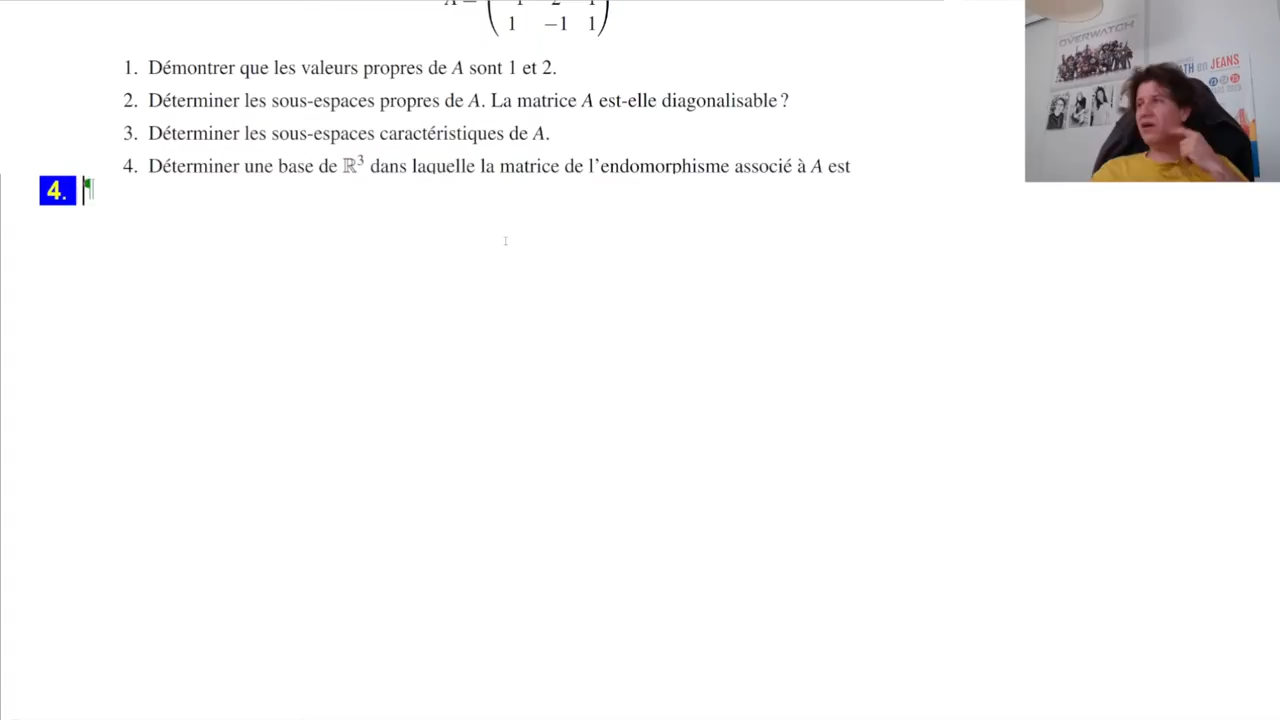 1 −1 1
1. Démontrer que les valeurs propres de A sont 1 et 2.
2. Déterminer les sous-espaces propres de A. La matrice A est-elle diagonalisable ?
3. Déterminer les sous-espaces caractéristiques de A.
4. Déterminer une base de ℝ³ dans laquelle la matrice de l'endomorphisme associé à A est
4. ¶
OVERWATCH
en JEANS